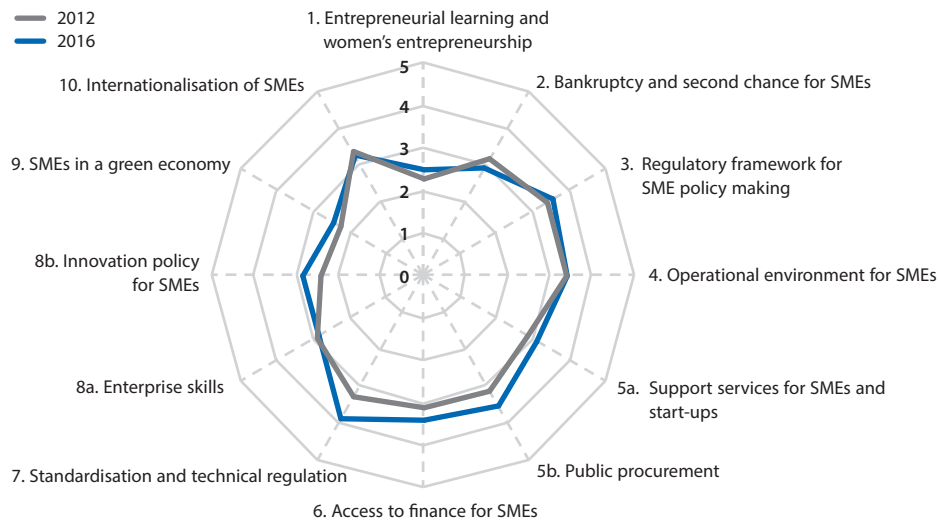 2012
2016
1. Entrepreneurial learning and
women’s entrepreneurship
2. Bankruptcy and second chance for SMEs
3. Regulatory framework for
SME policy making
4. Operational environment for SMEs
5a. Support services for SMEs and
start-ups
5b. Public procurement
6. Access to finance for SMEs
7. Standardisation and technical regulation
8a. Enterprise skills
8b. Innovation policy
for SMEs
9. SMEs in a green economy
10. Internationalisation of SMEs
5
4
3
2
1
0